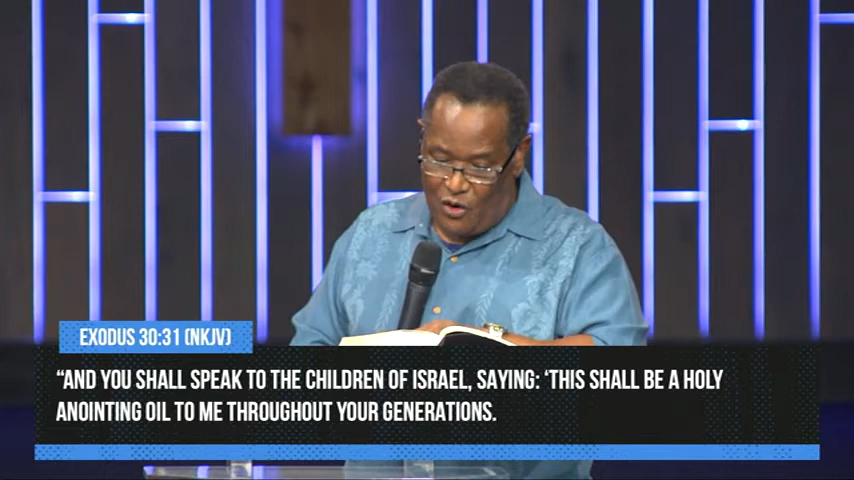 EXODUS 30:31 (NKJV)
“AND YOU SHALL SPEAK TO THE CHILDREN OF ISRAEL, SAYING: ‘THIS SHALL BE A HOLY
ANOINTING OIL TO ME THROUGHOUT YOUR GENERATIONS.